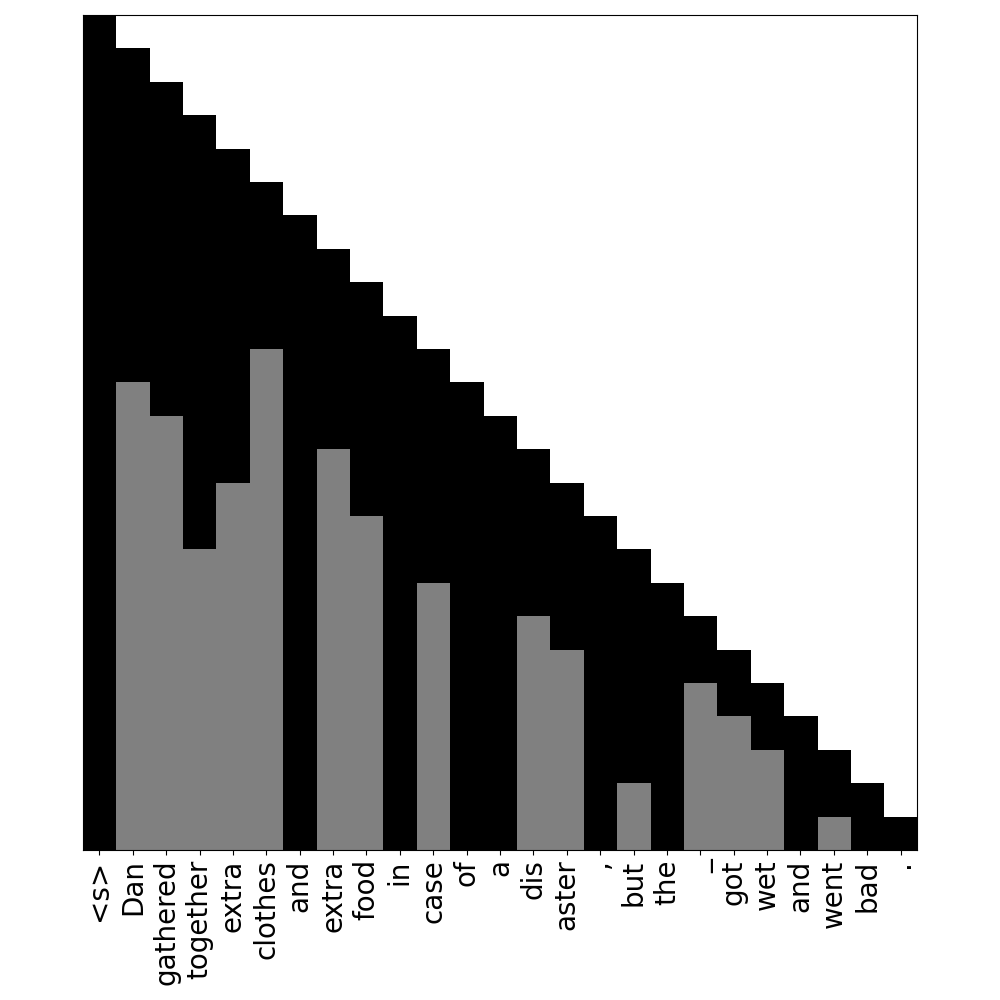 <s> Dan gathered together extra clothes and extra food in case of a dis aster , but the _ got wet and went bad .